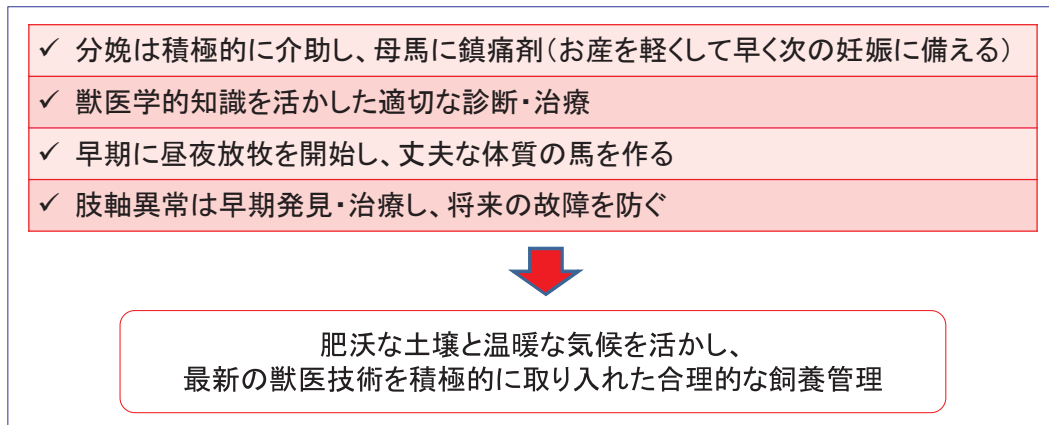 ✓ 分娩は積極的に介助し、母馬に鎮痛剤（お産を軽くして早く次の妊娠に備える）
✓ 獣医学的知識を活かした適切な診断・治療
✓ 早期に昼夜放牧を開始し、丈夫な体質の馬を作る
✓ 肢軸異常は早期発見・治療し、将来の故障を防ぐ
肥沃な土壌と温暖な気候を活かし、
最新の獣医技術を積極的に取り入れた合理的な飼養管理